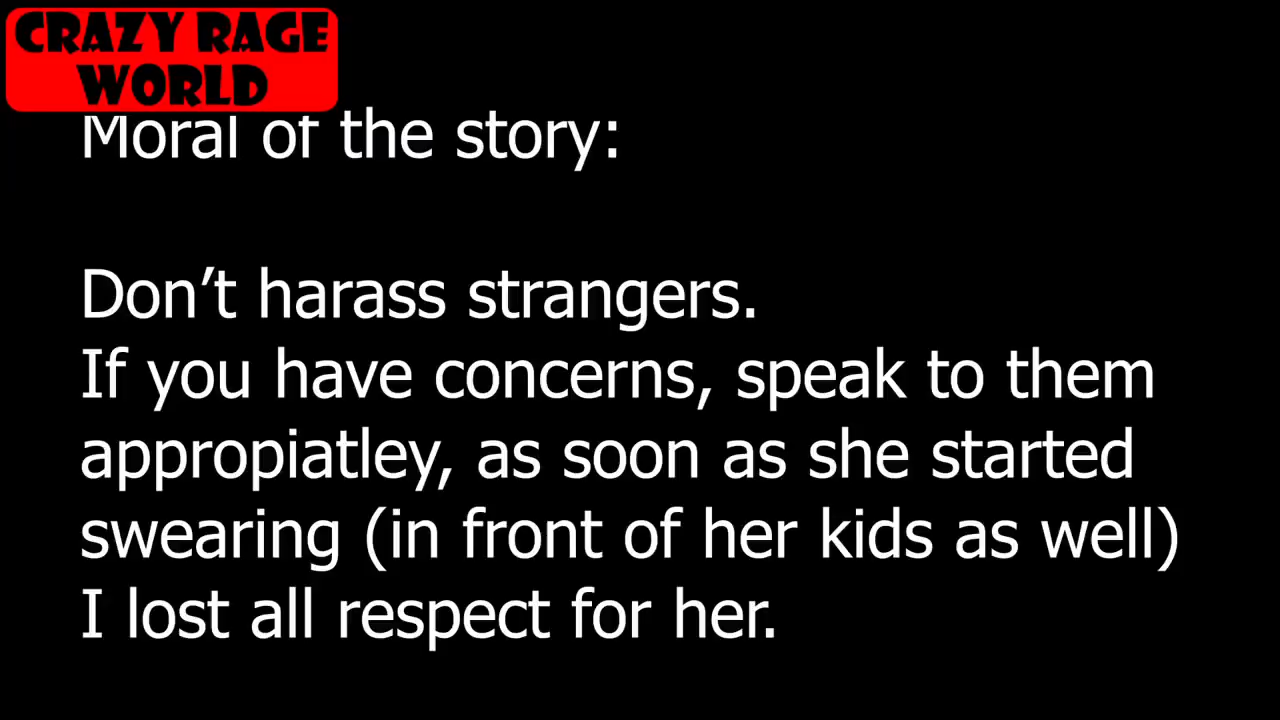 CRAZY RAGE
WORLD
Moral of the story:
Don’t harass strangers.
If you have concerns, speak to them
appropiatley, as soon as she started
swearing (in front of her kids as well)
I lost all respect for her.